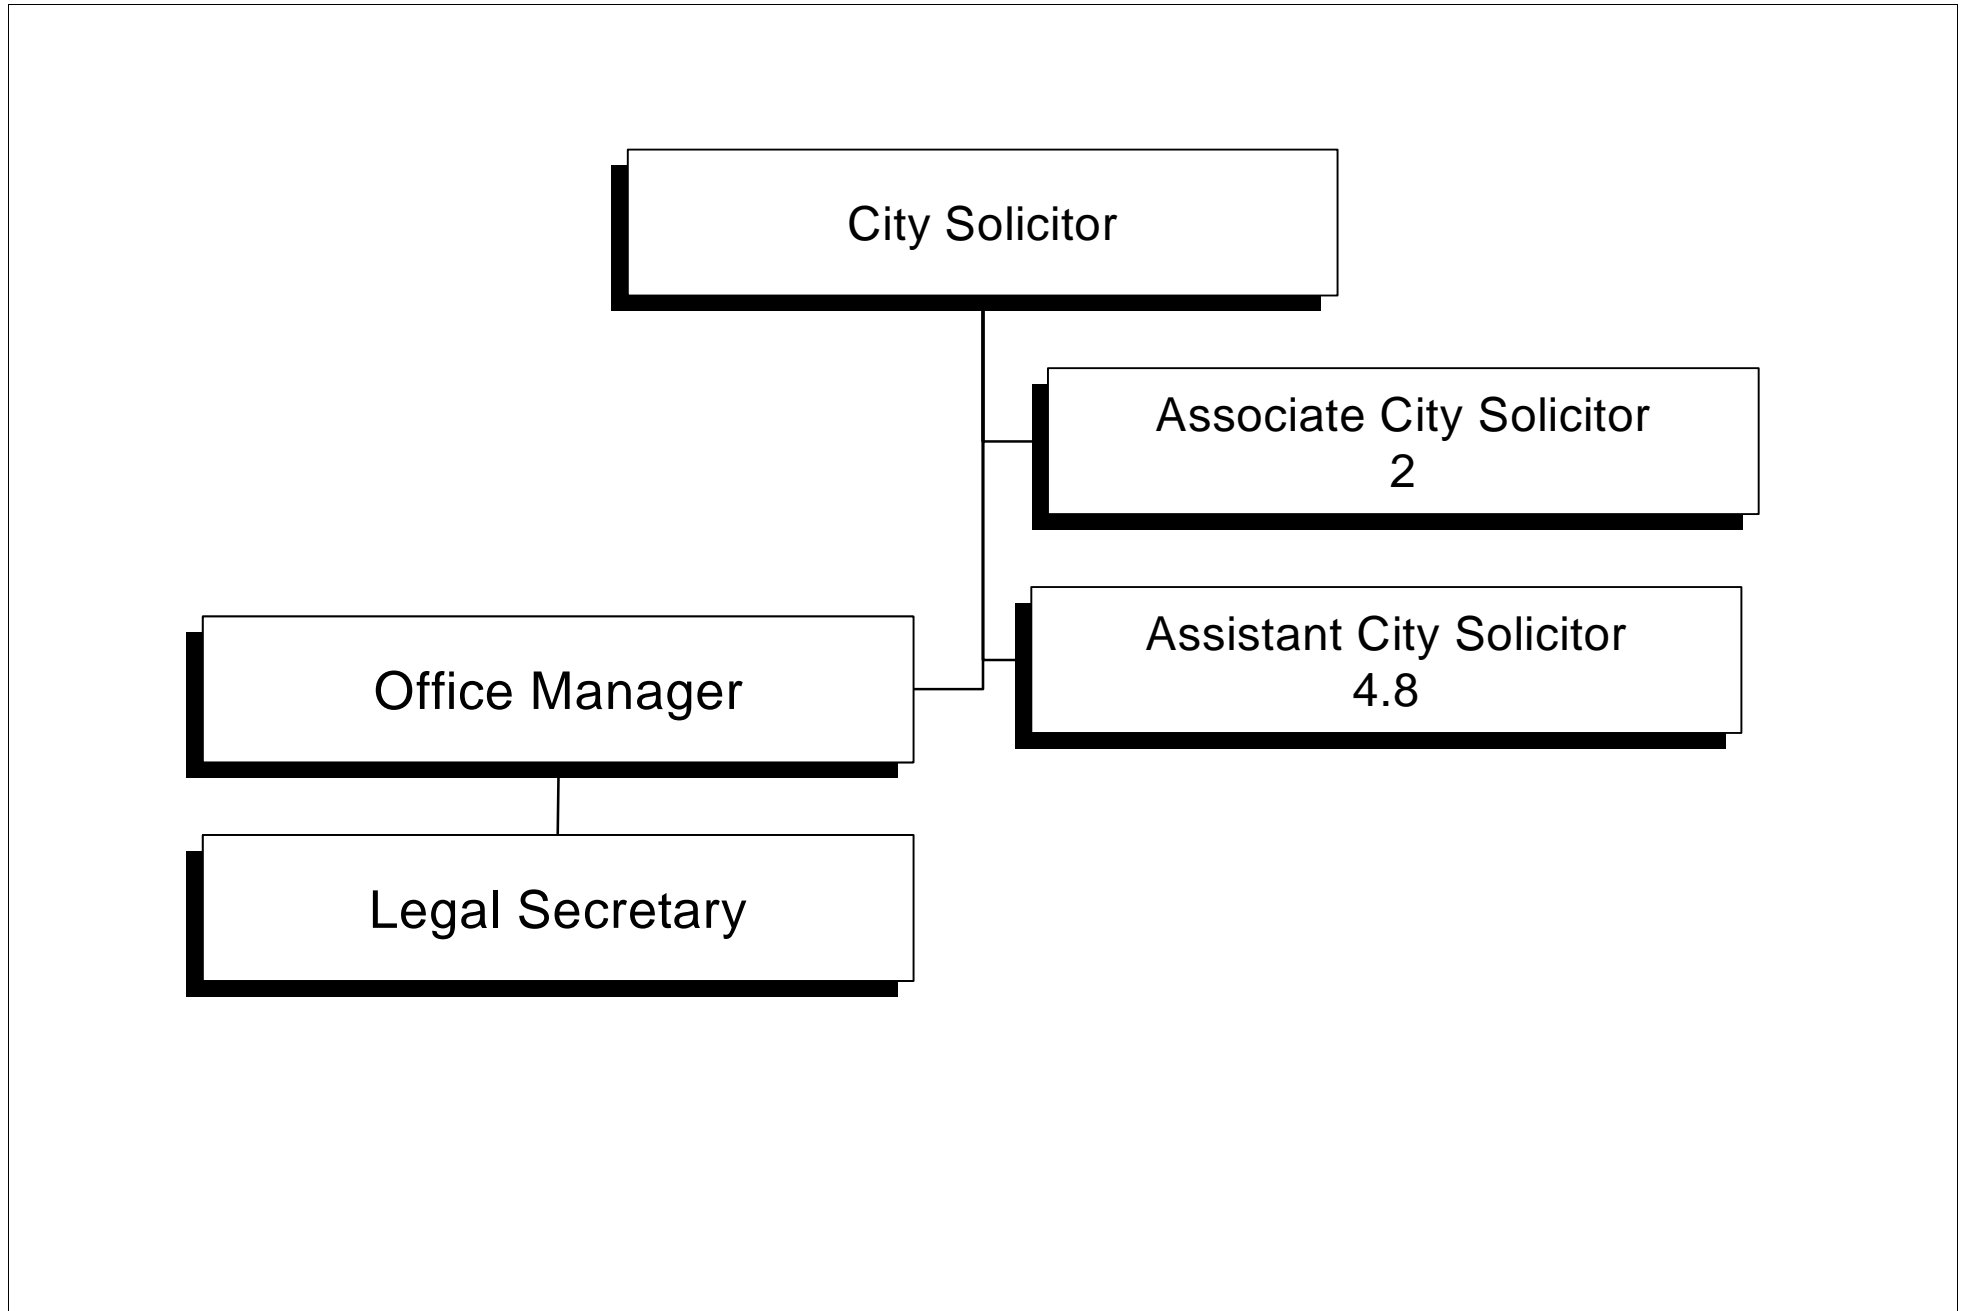 City Solicitor
Associate City Solicitor
2
Assistant City Solicitor
4.8
Office Manager
Legal Secretary